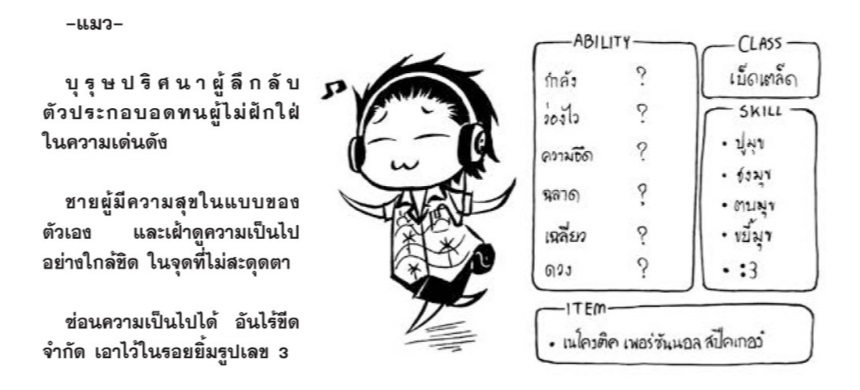 -แมว-
บุรุษปริศนาผู้ลึกลับ
ตัวประกอบอดทนผู้ไม่ฝักใฝ่
ในความเด่นดัง
ชายผู้มีความสุขในแบบของ
ตัวเอง และเฝ้าดูความเป็นไป
อย่างใกล้ชิด ในจุดที่ไม่สะดุดตา
ซ่อนความเป็นไปได้ อันไร้ขีด
จำกัด เอาไว้ในรอยยิ้มรูปเลข 3
ABILITY
กำลัง ?
ว่องไว ?
ความอึด ?
ฉลาด ?
เฉลียว ?
ดวง ?
CLASS
เบ็ดเตล็ด
SKILL
• ปูมุข
• ชงมุข
• ตบมุข
• ขยี้มุข
• :3
ITEM
• เนโครติค เพอร์ซันนอล สปีคเกอร์